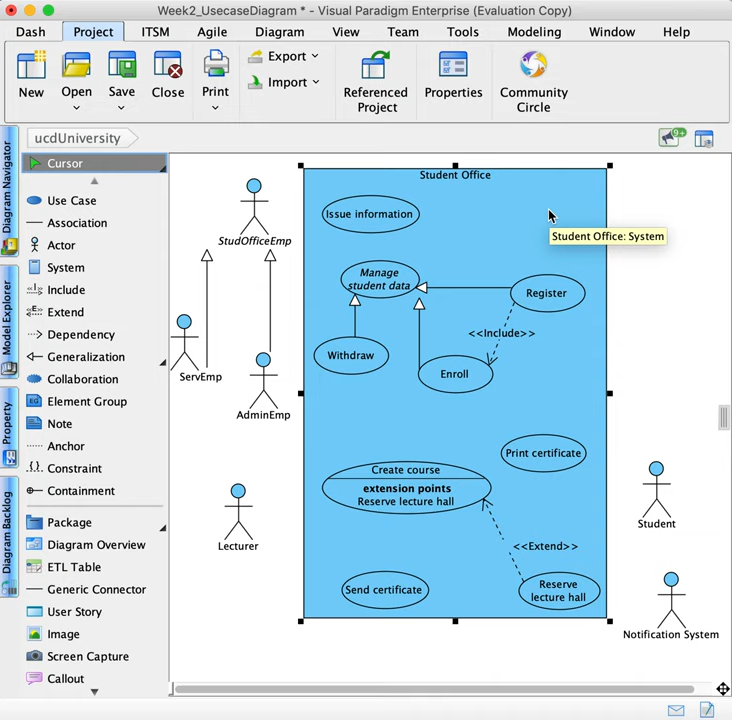 Week2_UsecaseDiagram * - Visual Paradigm Enterprise (Evaluation Copy)
Dash Project ITSM Agile Diagram View Team Tools Modeling Window Help
New Open Save Close Print
Export
Import
Referenced Project
Properties
Community Circle
ucdUniversity
9+
Diagram Navigator
Model Explorer
Property
Diagram Backlog
Cursor
Use Case
Association
Actor
System
Include
Extend
Dependency
Generalization
Collaboration
EG Element Group
Note
Anchor
Constraint
Containment
Package
Diagram Overview
ETL Table
Generic Connector
User Story
Image
Screen Capture
Callout
Student Office
Issue information
Student Office: System
StudOfficeEmp
Manage
student data
Register
<<Include>>
Withdraw
Enroll
ServEmp
AdminEmp
Print certificate
Create course
extension points
Reserve lecture hall
Student
Lecturer
<<Extend>>
Send certificate
Reserve
lecture hall
Notification System